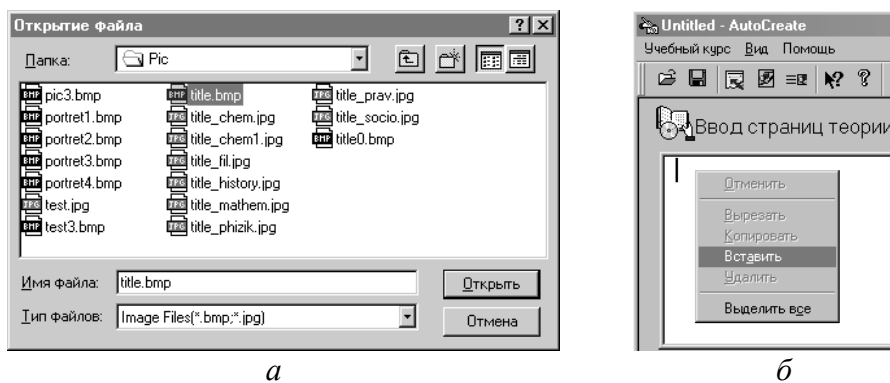 Открытие файла
Папка: Pic
pic3.bmp
portret1.bmp
portret2.bmp
portret3.bmp
portret4.bmp
test.jpg
test3.bmp
title.bmp
title_chem.jpg
title_chem1.jpg
title_fil.jpg
title_history.jpg
title_mathem.jpg
title_phizik.jpg
title_prav.jpg
title_socio.jpg
title0.bmp
Имя файла: title.bmp
Открыть
Тип файлов: Image Files(*.bmp;*.jpg)
Отмена
а
Untitled - AutoCreate
Учебный курс Вид Помощь
Ввод страниц теории
Отменить
Вырезать
Копировать
Вставить
Удалить
Выделить все
б